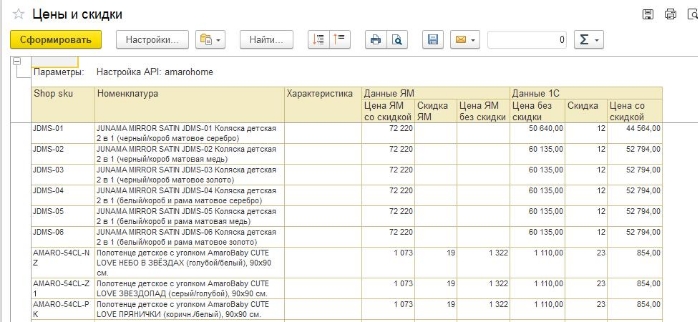 Цены и скидки
Сформировать Настройки... Найти... 0 Σ
Параметры: Настройка API: amarohome
Shop sku Номенклатура Характеристика Данные ЯМ Данные 1С
Цена ЯМ со скидкой Скидка ЯМ Цена ЯМ без скидки Цена без скидки Скидка Цена со скидкой
JDMS-01 JUNAMA MIRROR SATIN JDMS-01 Коляска детская 72 220 50 640,00 12 44 564,00
2 в 1 (черный/короб матовое серебро)
JDMS-02 JUNAMA MIRROR SATIN JDMS-02 Коляска детская 72 220 60 135,00 12 52 794,00
2 в 1 (черный/короб матовая медь)
JDMS-03 JUNAMA MIRROR SATIN JDMS-03 Коляска детская 72 220 60 135,00 12 52 794,00
2 в 1 (черный/короб матовое золото)
JDMS-04 JUNAMA MIRROR SATIN JDMS-04 Коляска детская 72 220 60 135,00 12 52 794,00
2 в 1 (белый/короб и рама матовое серебро)
JDMS-05 JUNAMA MIRROR SATIN JDMS-05 Коляска детская 72 220 60 135,00 12 52 794,00
2 в 1 (белый/короб и рама матовая медь)
JDMS-06 JUNAMA MIRROR SATIN JDMS-06 Коляска детская 72 220 60 135,00 12 52 794,00
2 в 1 (белый/короб и рама матовое золото)
AMARO-54CL-N Полотенце детское с уголком AmaroBaby CUTE 1 073 19 1 322 1 110,00 23 854,00
Z LOVE НЕБО В ЗВЁЗДАХ (голубой/белый), 90х90
см.
AMARO-54CL-Z Полотенце детское с уголком AmaroBaby CUTE 1 073 19 1 322 1 110,00 23 854,00
1 LOVE ЗВЕЗДОПАД (серый/голубой), 90х90 см.
AMARO-54CL-P Полотенце детское с уголком AmaroBaby CUTE 1 073 19 1 322 1 110,00 23 854,00
K LOVE ПРЯНИЧКИ (коричн./белый), 90х90 см.